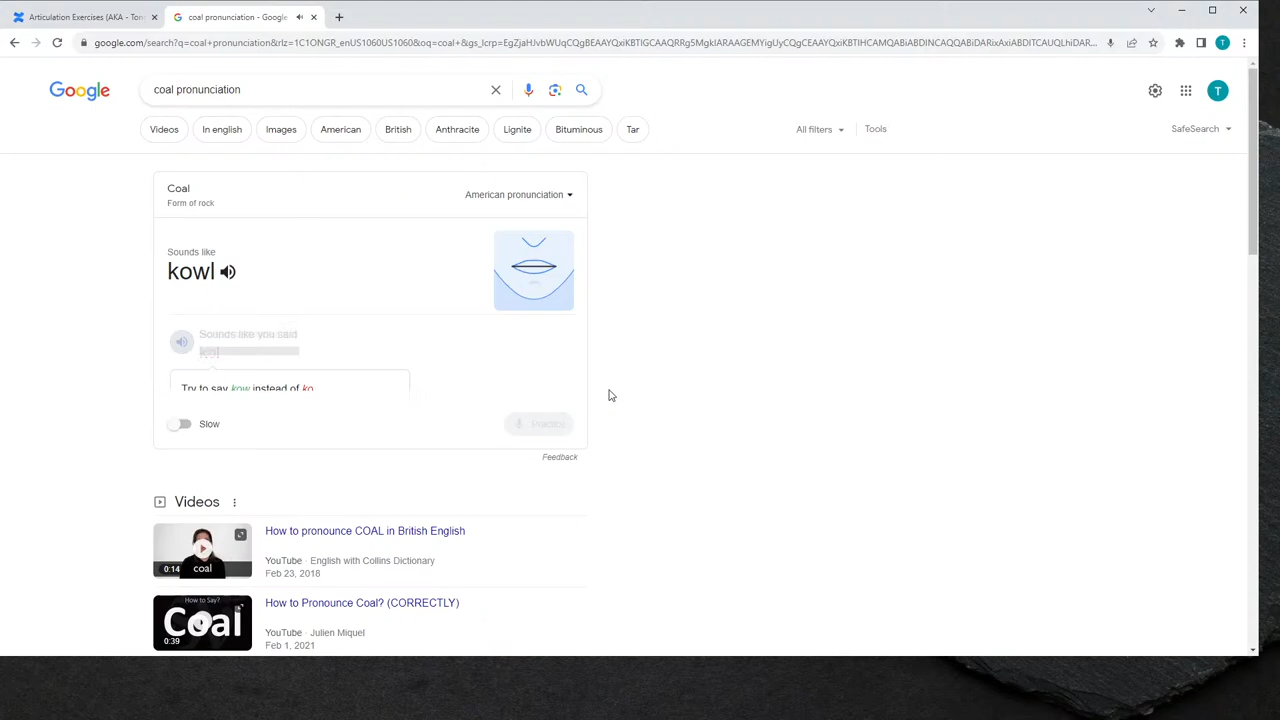 Articulation Exercises (AKA - Ton
coal pronunciation - Google
google.com/search?q=coal+pronunciation&rlz=1C1ONGR_enUS1060US1060&oq=coal+&gs_lcrp=
Google
coal pronunciation
T
Videos
In english
Images
American
British
Anthracite
Lignite
Bituminous
Tar
All filters
Tools
SafeSearch
Coal
American pronunciation
Form of rock
Sounds like
kowl
Sounds like you said
Try to say kow instead of ko
Slow
Practice
Feedback
Videos
How to pronounce COAL in British English
YouTube · English with Collins Dictionary
Feb 23, 2018
0:14
coal
How to Pronounce Coal? (CORRECTLY)
YouTube · Julien Miquel
Feb 1, 2021
How to Say?
Coal
0:39